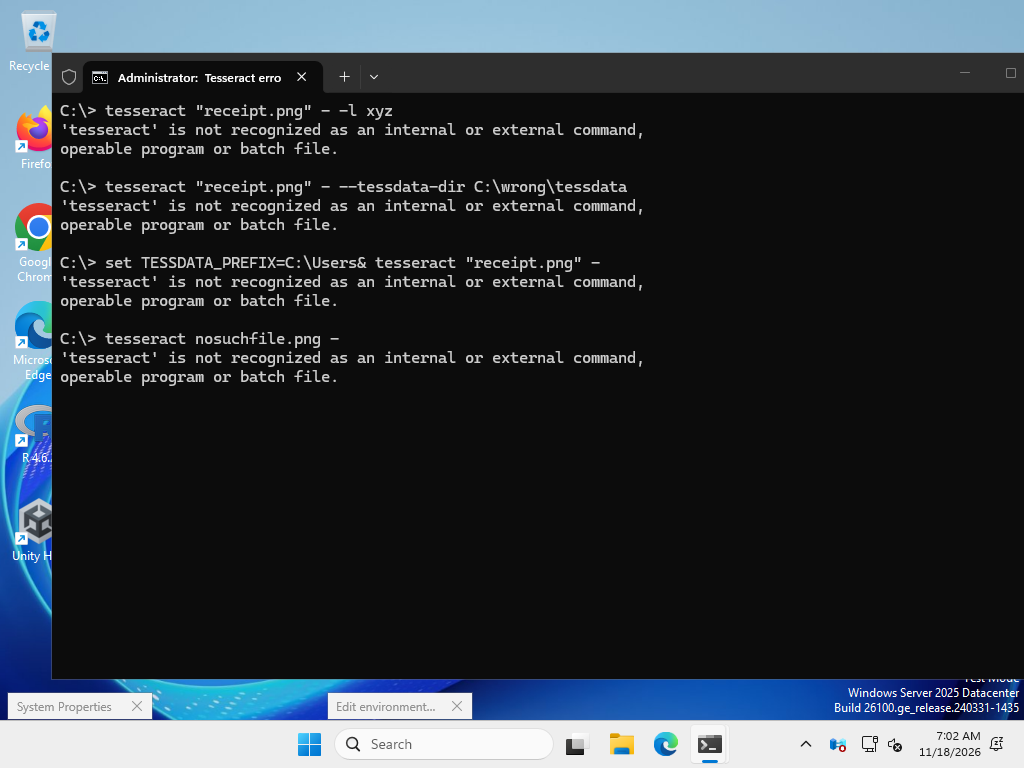 Recycle
Administrator: Tesseract erro
C:\> tesseract "receipt.png" - -l xyz
'tesseract' is not recognized as an internal or external command,
operable program or batch file.
C:\> tesseract "receipt.png" - --tessdata-dir C:\wrong\tessdata
'tesseract' is not recognized as an internal or external command,
operable program or batch file.
C:\> set TESSDATA_PREFIX=C:\Users& tesseract "receipt.png" -
'tesseract' is not recognized as an internal or external command,
operable program or batch file.
C:\> tesseract nosuchfile.png -
'tesseract' is not recognized as an internal or external command,
operable program or batch file.
Firefo
Googl
Chrom
Micros
Edge
R 4.6.
Unity H
Test Mode
Windows Server 2025 Datacenter
Build 26100.ge_release.240331-1435
System Properties
Edit environment...
Search
7:02 AM
11/18/2026